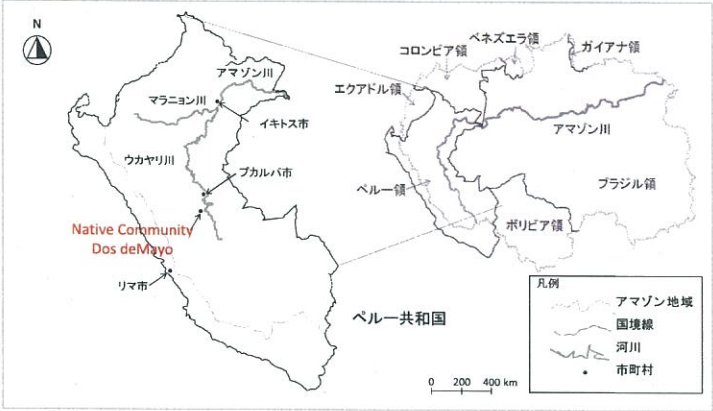 N
アマゾン川
マラニョン川
イキトス市
ウカヤリ川
プカルパ市
Native Community
Dos deMayo
リマ市
ペルー共和国
0 200 400 km
ベネズエラ領
コロンビア領
ガイアナ領
エクアドル領
アマゾン川
ペルー領
ブラジル領
ボリビア領
凡例
アマゾン地域
国境線
河川
市町村